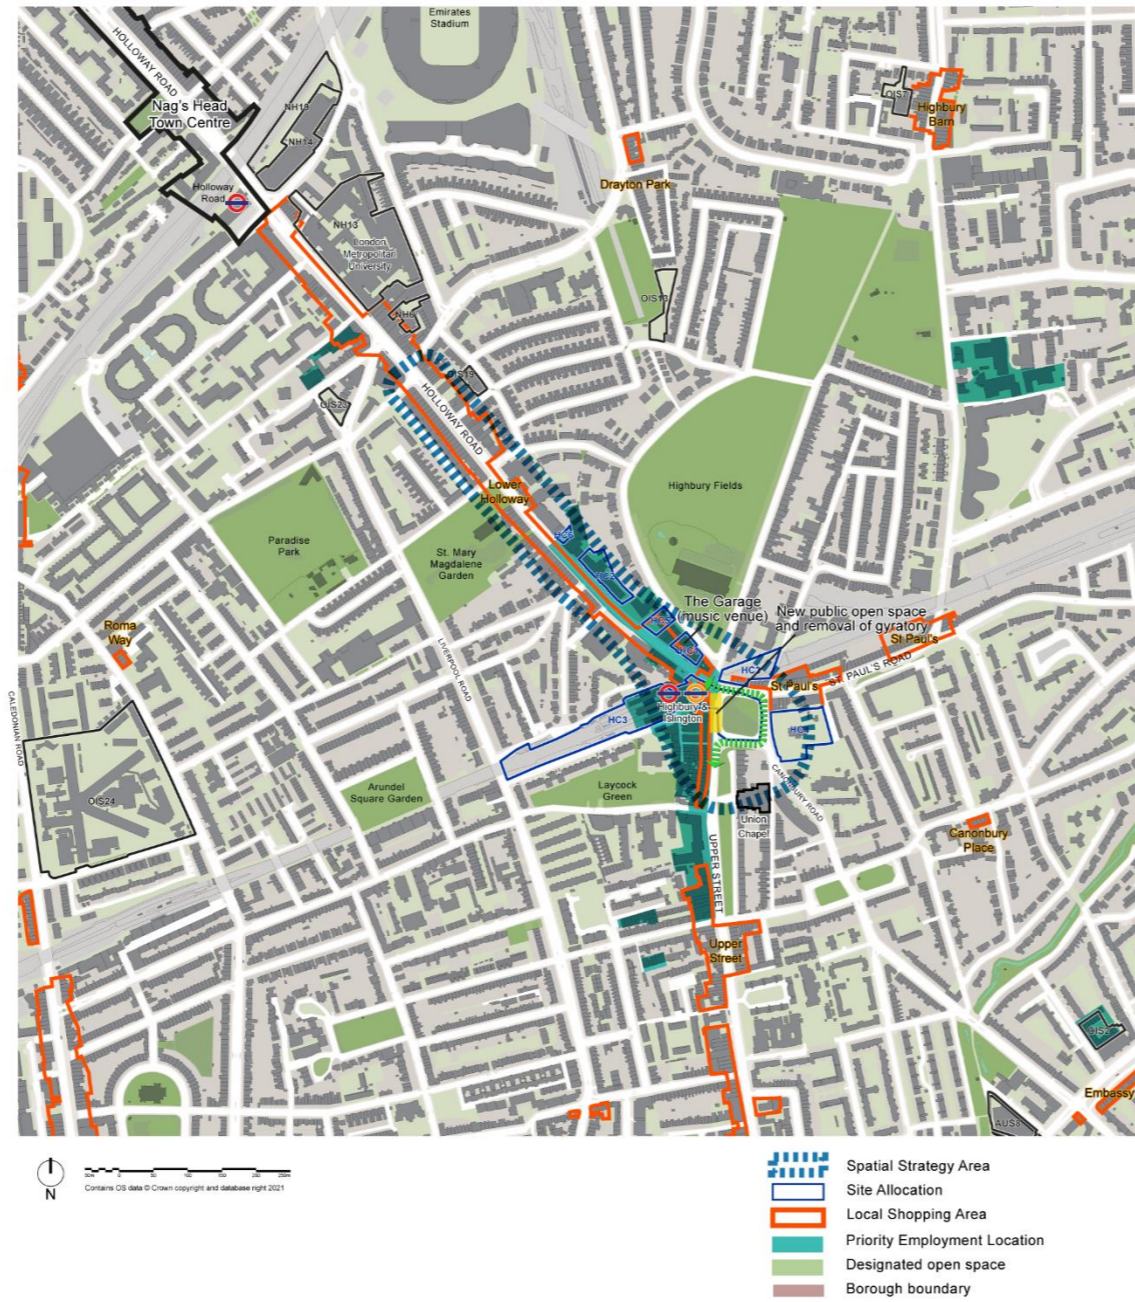 Emirates
Stadium
HOLLOWAY ROAD
Nag's Head
Town Centre
NH14
OIS7
Highbury
Barn
Drayton Park
Holloway
Road
NH13
London
Metropolitan
University
OIS13
NH6
OIS19
OIS23
HOLLOWAY ROAD
Lower
Holloway
Highbury Fields
Paradise
Park
St. Mary
Magdalene
Garden
HC6
The Garage
(music venue)
New public open space
and removal of gyratory
Roma
Way
St Paul's
ST. PAUL'S ROAD
St Paul's
LIVERPOOL ROAD
CALEDONIAN ROAD
Highbury &
Islington
HC3
Arundel
Square Garden
Laycock
Green
CANONBURY ROAD
OIS24
Union
Chapel
Canonbury
Place
UPPER STREET
Upper
Street
OIS2
Embassy
AUS8
N
Contains OS data © Crown copyright and database right 2021
Spatial Strategy Area
Site Allocation
Local Shopping Area
Priority Employment Location
Designated open space
Borough boundary